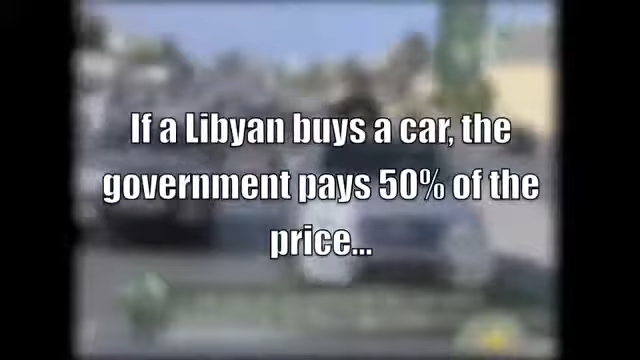 If a Libyan buys a car, the
government pays 50% of the
price...